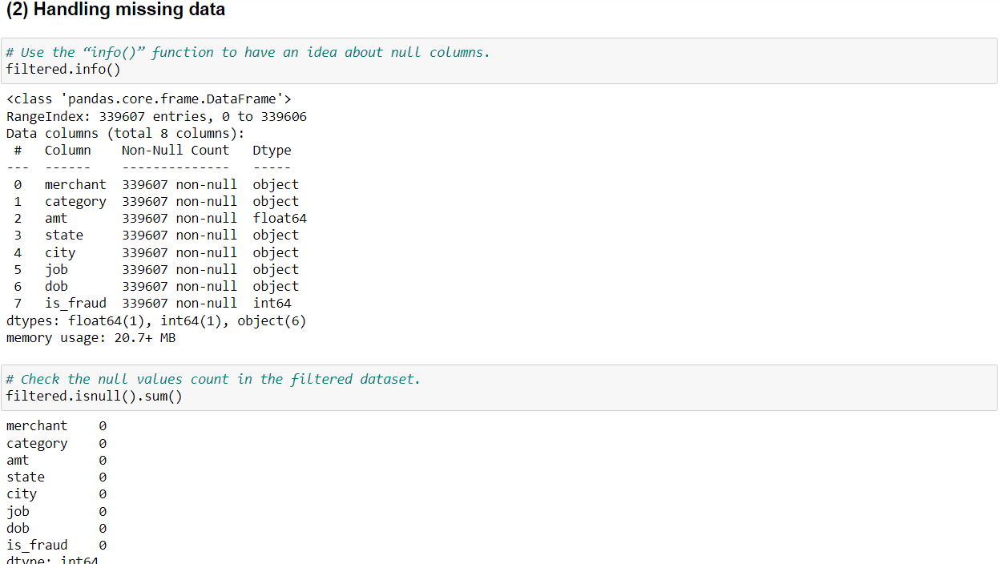 (2) Handling missing data
# Use the “info()” function to have an idea about null columns.
filtered.info()
<class 'pandas.core.frame.DataFrame'>
RangeIndex: 339607 entries, 0 to 339606
Data columns (total 8 columns):
 #   Column    Non-Null Count   Dtype
---  ------    --------------   -----
 0   merchant  339607 non-null  object
 1   category  339607 non-null  object
 2   amt       339607 non-null  float64
 3   state     339607 non-null  object
 4   city      339607 non-null  object
 5   job       339607 non-null  object
 6   dob       339607 non-null  object
 7   is_fraud  339607 non-null  int64
dtypes: float64(1), int64(1), object(6)
memory usage: 20.7+ MB
# Check the null values count in the filtered dataset.
filtered.isnull().sum()
merchant    0
category    0
amt         0
state       0
city        0
job         0
dob         0
is_fraud    0
dtype: int64